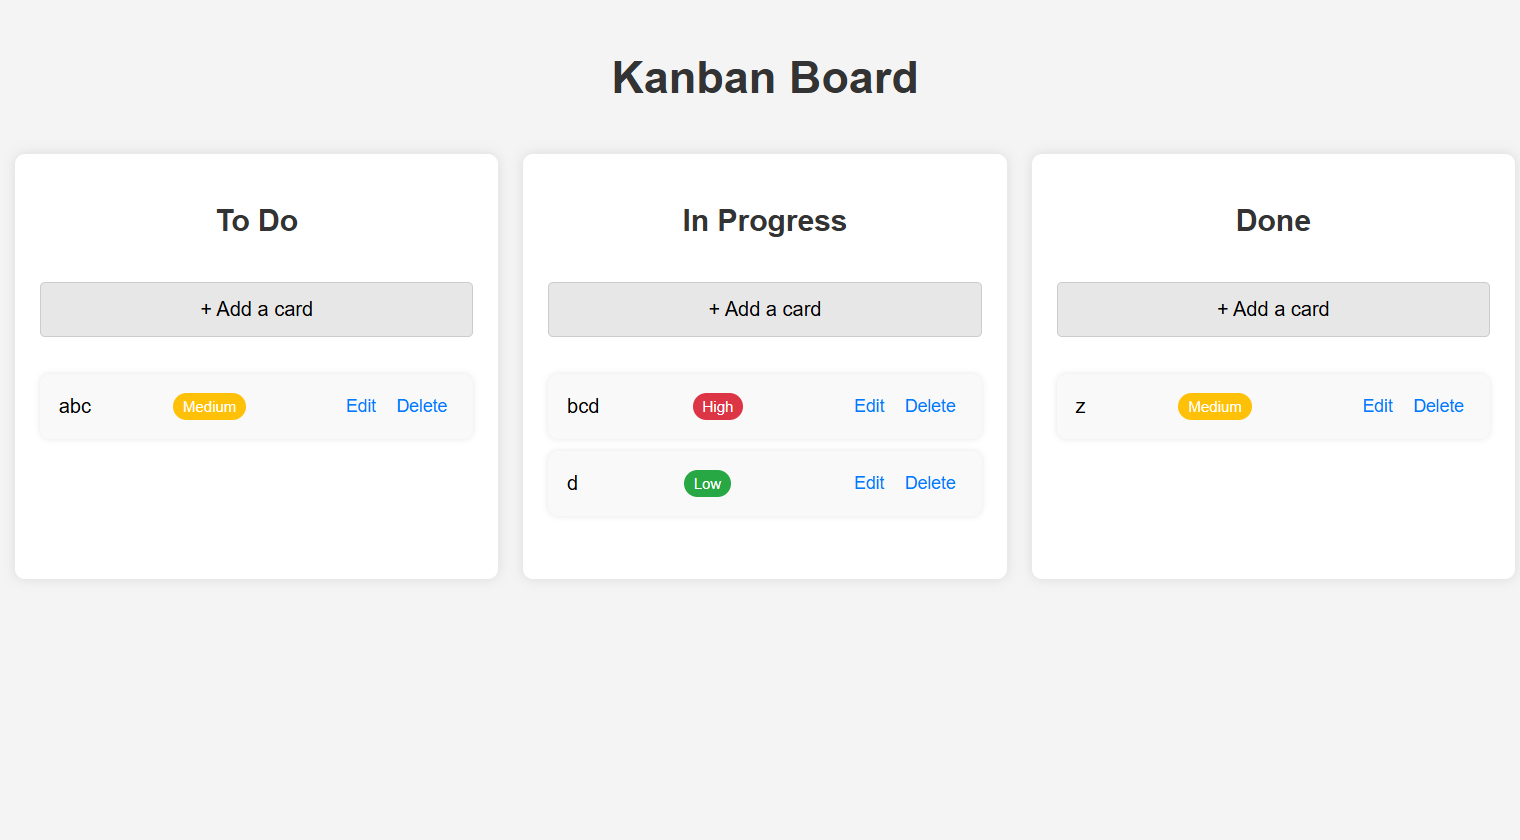 Kanban Board
To Do
+ Add a card
abc Medium Edit Delete
In Progress
+ Add a card
bcd High Edit Delete
d Low Edit Delete
Done
+ Add a card
z Medium Edit Delete